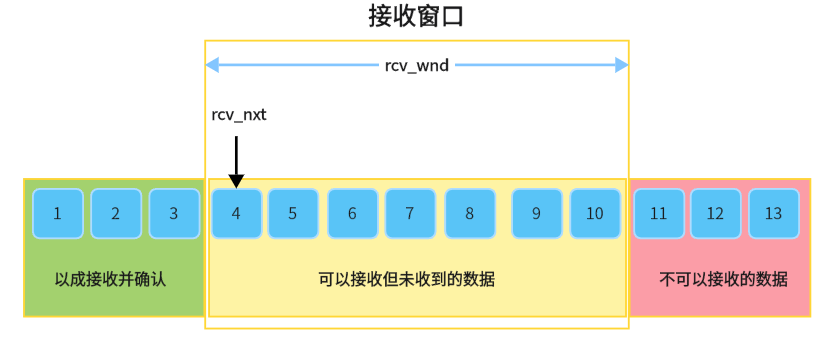 接收窗口
rcv_wnd
rcv_nxt
1 2 3 4 5 6 7 8 9 10 11 12 13
以成接收并确认 可以接收但未收到的数据 不可以接收的数据